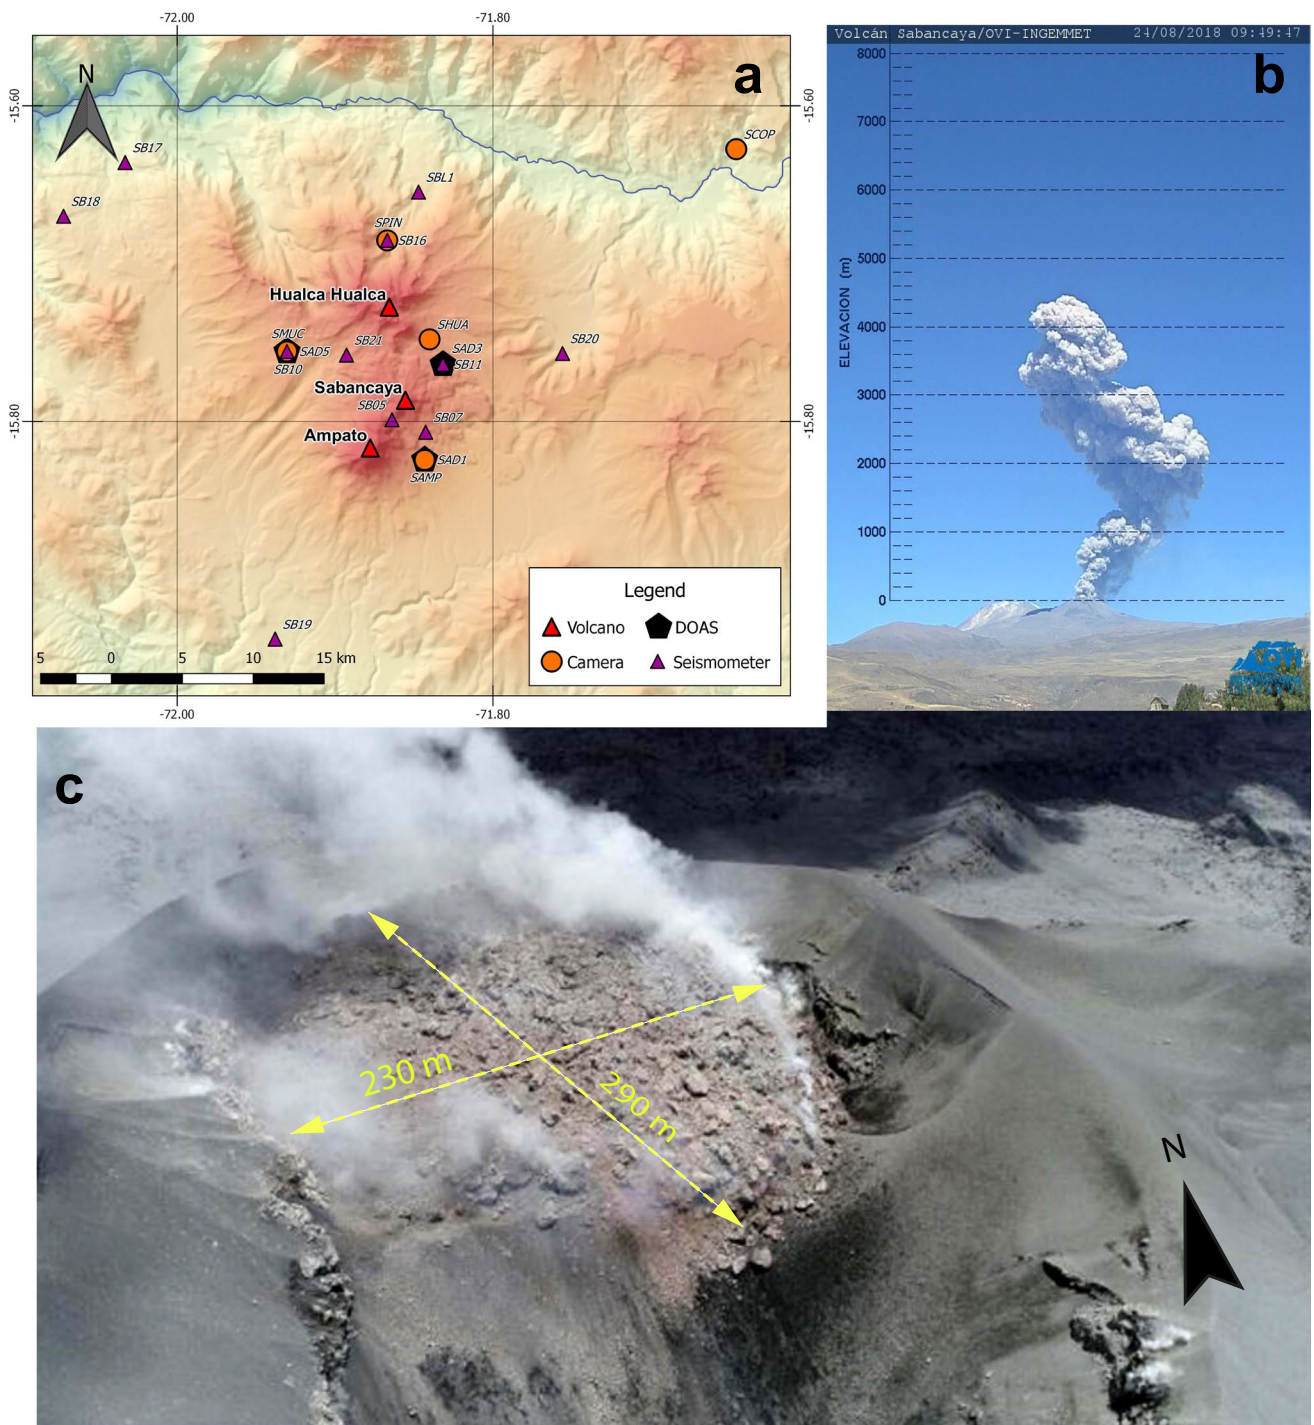 a
-72.00
-71.80
-15.60
-15.60
-15.80
-15.80
-72.00
-71.80
N
SB17
SB18
SBL1
SCOP
SPIN
SB16
Hualca Hualca
SHUA
SMUC
SAD5
SB10
SB21
SAD3
SB11
SB20
Sabancaya
SB05
SB07
Ampato
SAD1
SAMP
SB19
5 0 5 10 15 km
Legend
Volcano
DOAS
Camera
Seismometer
Volcán Sabancaya/OVI-INGEMMET 24/08/2018 09:49:47
b
ELEVACION (m)
8000
7000
6000
5000
4000
3000
2000
1000
0
OVI
c
230 m
290 m
N